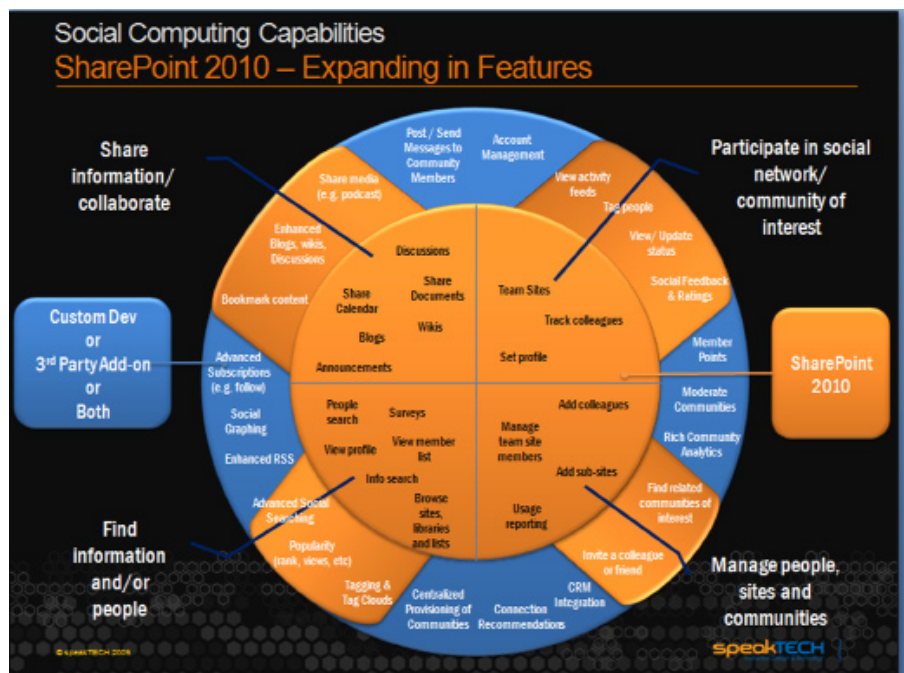 Social Computing Capabilities
SharePoint 2010 – Expanding in Features
Share
information/
collaborate
Post / Send
Messages to
Community
Members
Account
Management
Participate in social
network/
community of
interest
Share media
(e.g. podcast)
View activity
feeds
Tag people
Enhanced
Blogs, wikis,
Discussions
View/ Update
status
Bookmark content
Social Feedback
& Ratings
Discussions
Share
Documents
Share
Calendar
Wikis
Blogs
Announcements
Team Sites
Track colleagues
Set profile
Custom Dev
or
3rd Party Add-on
or
Both
SharePoint
2010
Advanced
Subscriptions
(e.g. follow)
Social
Graphing
Enhanced RSS
Member
Points
Moderate
Communities
Rich Community
Analytics
People
search
Surveys
View profile
View member
list
Info search
Browse
sites,
libraries
and lists
Add colleagues
Manage
team site
members
Add sub-sites
Usage
reporting
Advanced Social
Searching
Popularity
(rank, views, etc)
Tagging &
Tag Clouds
Find related
communities of
interest
Invite a colleague
or friend
Centralized
Provisioning of
Communities
Connection
Recommendations
CRM
Integration
Find
information
and/or
people
Manage people,
sites and
communities
speakTECH